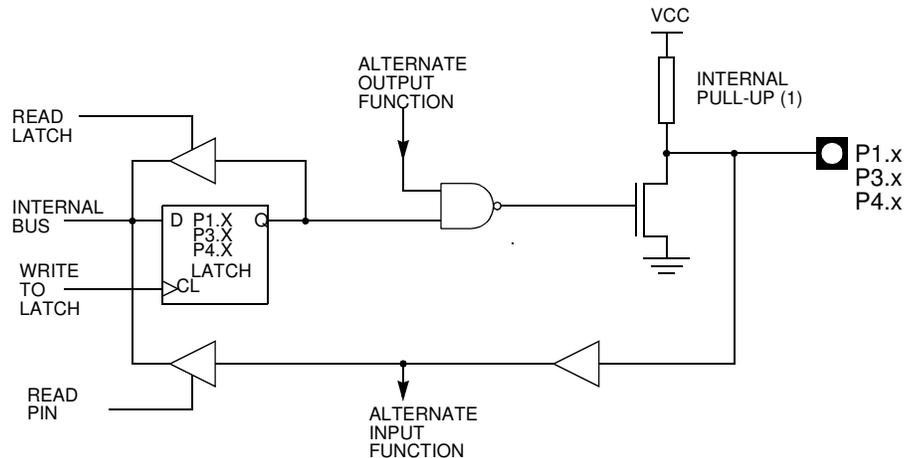 VCC
ALTERNATE
OUTPUT
FUNCTION
INTERNAL
PULL-UP (1)
READ
LATCH
P1.x
P3.x
P4.x
INTERNAL
BUS
D P1.X Q
P3.X
P4.X
LATCH
CL
WRITE
TO
LATCH
READ
PIN
ALTERNATE
INPUT
FUNCTION